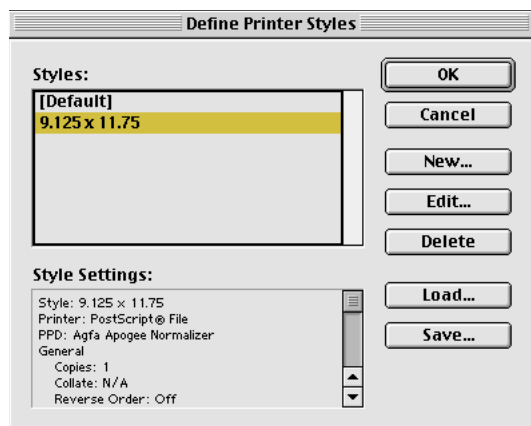 Define Printer Styles
Styles:
[Default]
9.125 x 11.75
OK
Cancel
New...
Edit...
Delete
Style Settings:
Style: 9.125 x 11.75
Printer: PostScript® File
PPD: Agfa Apogee Normalizer
General
Copies: 1
Collate: N/A
Reverse Order: Off
Load...
Save...